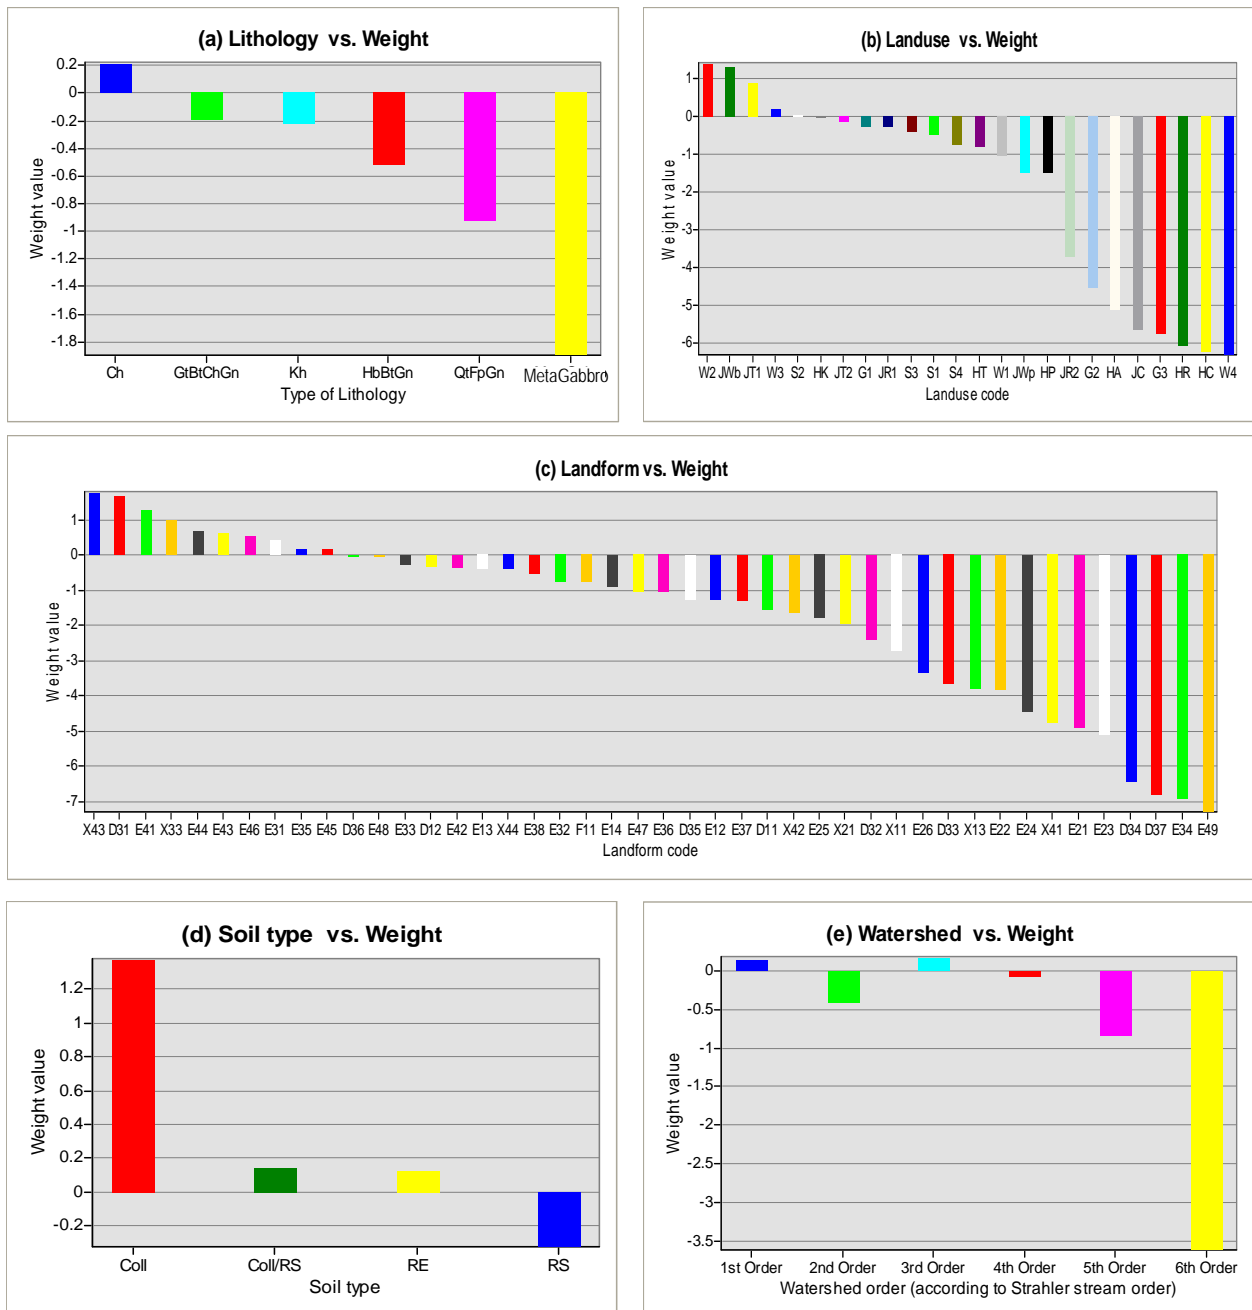 (a) Lithology vs. Weight
0.2
0
-0.2
-0.4
-0.6
-0.8
-1
-1.2
-1.4
-1.6
-1.8
Weight value
Ch GtBtChGn Kh HbBtGn QtFpGn MetaGabbro
Type of Lithology
(b) Landuse vs. Weight
1
0
-1
-2
-3
-4
-5
-6
Weight value
W2 JWb JT1 W3 S2 HK JT2 G1 JR1 S3 S1 S4 HT W1 JWp HP JR2 G2 HA JC G3 HR HC W4
Landuse code
(c) Landform vs. Weight
1
0
-1
-2
-3
-4
-5
-6
-7
Weight value
X43 D31 E41 X33 E44 E43 E46 E31 E35 E45 D36 E48 E33 D12 E42 E13 X44 E38 E32 F11 E14 E47 E36 D35 E12 E37 D11 X42 E25 X21 D32 X11 E26 D33 X13 E22 E24 X41 E21 E23 D34 D37 E34 E49
Landform code
(d) Soil type vs. Weight
1.2
1
0.8
0.6
0.4
0.2
0
-0.2
Weight value
Coll Coll/RS RE RS
Soil type
(e) Watershed vs. Weight
0
-0.5
-1
-1.5
-2
-2.5
-3
-3.5
Weight value
1st Order 2nd Order 3rd Order 4th Order 5th Order 6th Order
Watershed order (according to Strahler stream order)